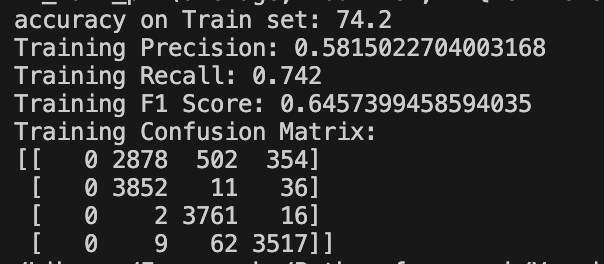 accuracy on Train set: 74.2
Training Precision: 0.5815022704003168
Training Recall: 0.742
Training F1 Score: 0.6457399458594035
Training Confusion Matrix:
[[   0 2878  502  354]
 [   0 3852   11   36]
 [   0    2 3761   16]
 [   0    9   62 3517]]